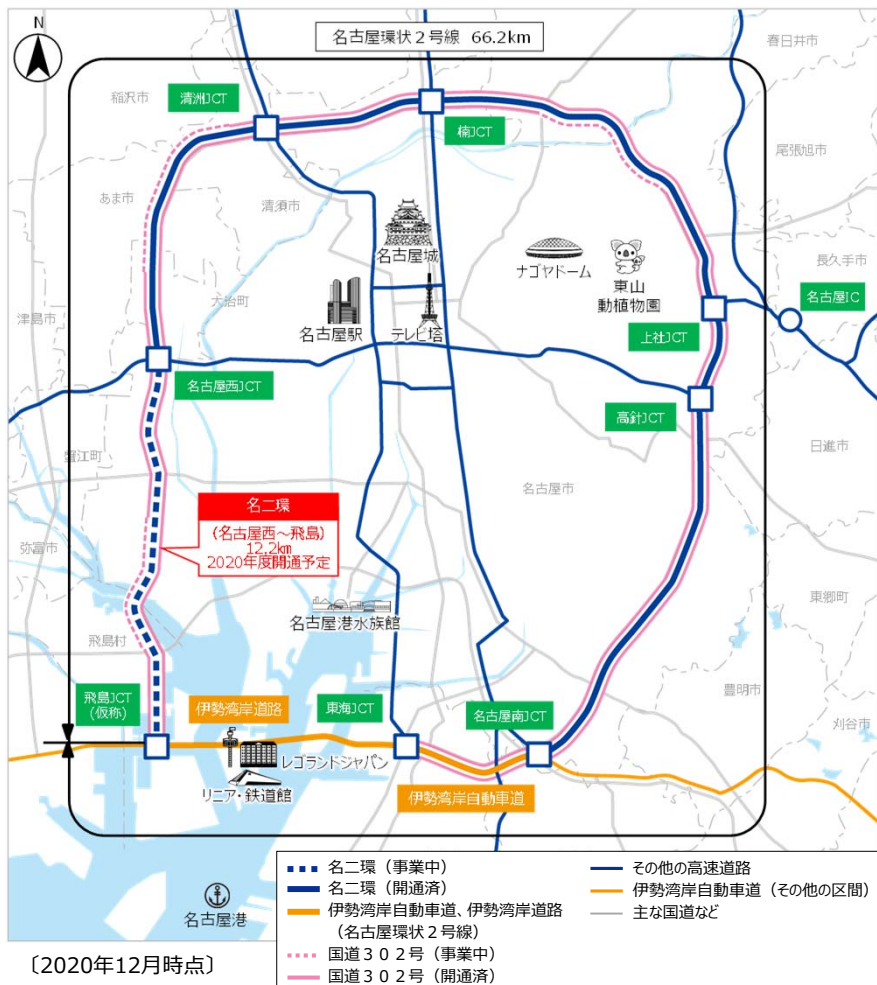 N
名古屋環状２号線 66.2km
春日井市
稲沢市
清洲JCT
楠JCT
尾張旭市
あま市
清須市
名古屋城
ナゴヤドーム
東山
動植物園
長久手市
名古屋IC
大治町
津島市
名古屋駅
テレビ塔
上社JCT
名古屋西JCT
高針JCT
日進市
蟹江町
名古屋市
名二環
(名古屋西～飛島)
12.2km
2020年度開通予定
弥富市
東郷町
名古屋港水族館
飛島村
豊明市
飛島JCT
(仮称)
伊勢湾岸道路
東海JCT
名古屋南JCT
刈谷市
レゴランドジャパン
リニア・鉄道館
伊勢湾岸自動車道
名古屋港
〔2020年12月時点〕
名二環（事業中）
名二環（開通済）
伊勢湾岸自動車道、伊勢湾岸道路
（名古屋環状２号線）
国道３０２号（事業中）
国道３０２号（開通済）
その他の高速道路
伊勢湾岸自動車道（その他の区間）
主な国道など